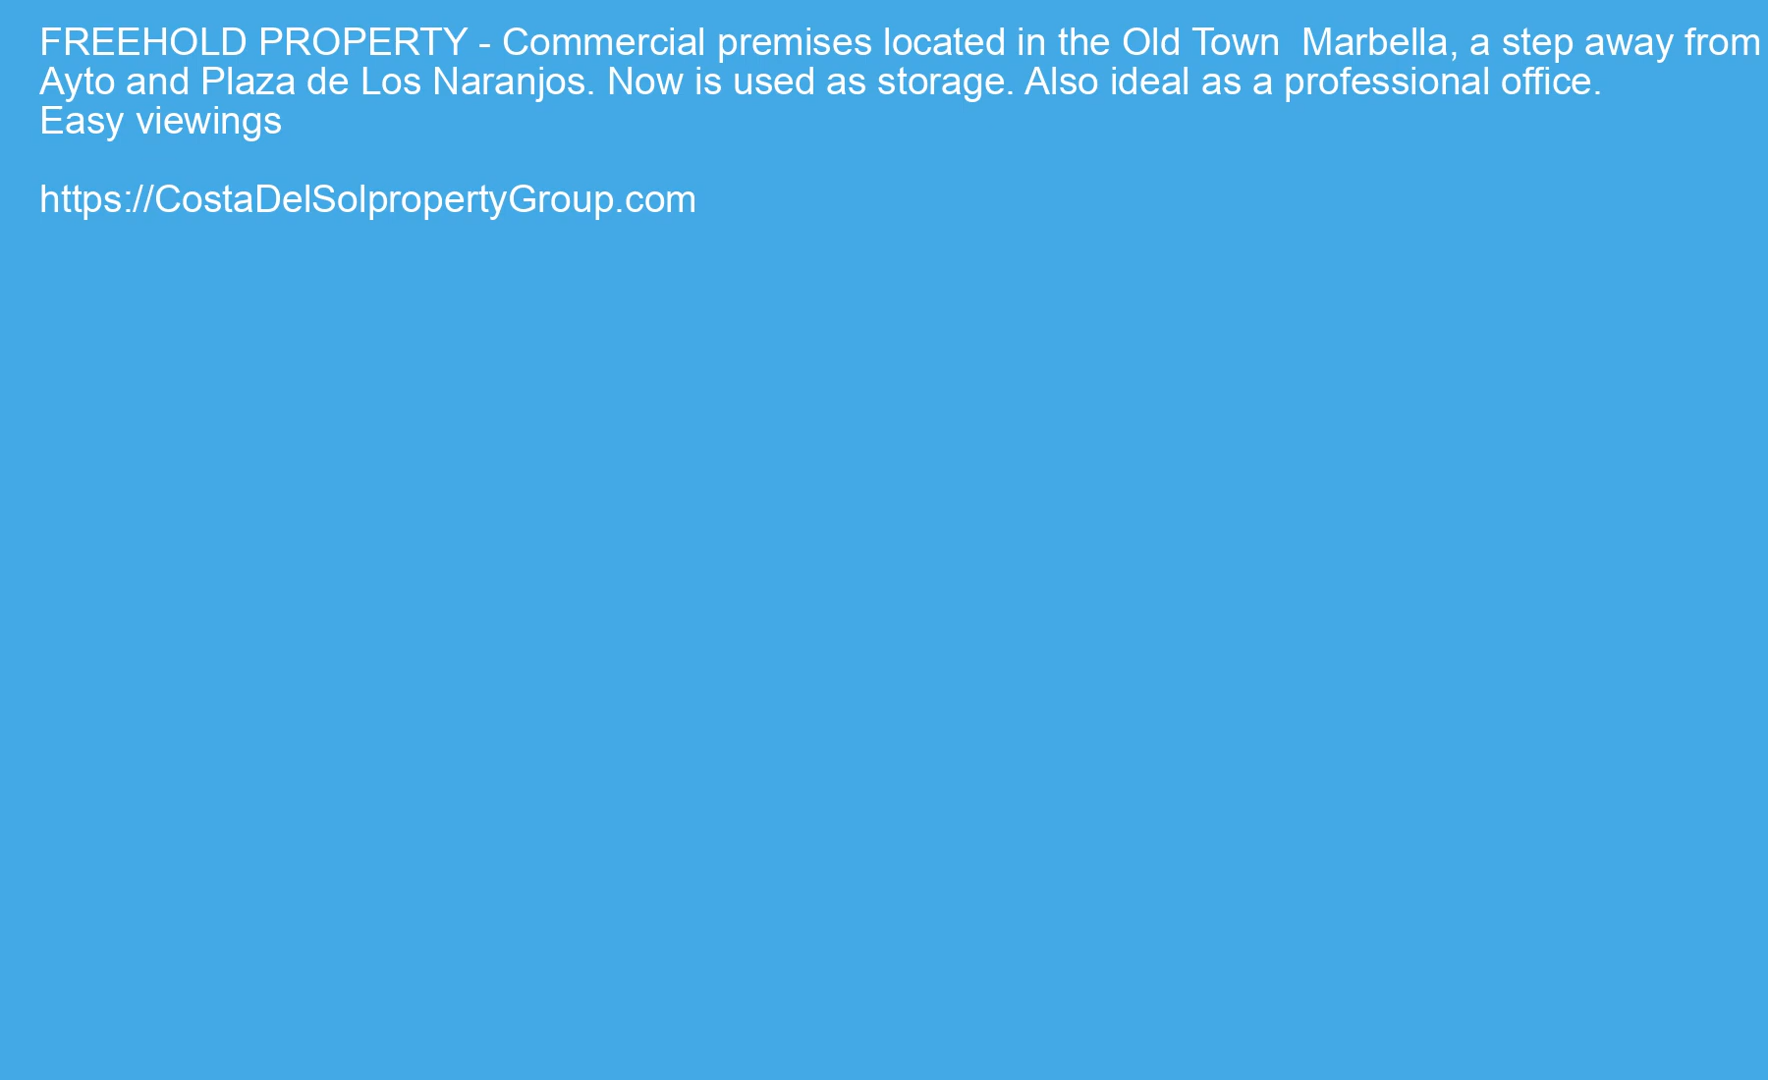 FREEHOLD PROPERTY - Commercial premises located in the Old Town  Marbella, a step away from
Ayto and Plaza de Los Naranjos. Now is used as storage. Also ideal as a professional office.
Easy viewings
https://CostaDelSolpropertyGroup.com